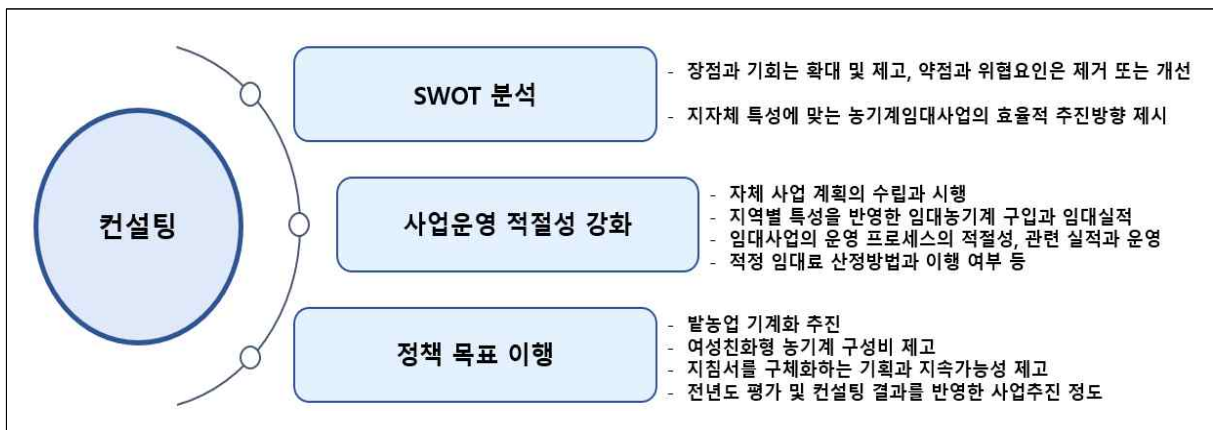 컨설팅
SWOT 분석
- 장점과 기회는 확대 및 제고, 약점과 위협요인은 제거 또는 개선
- 지자체 특성에 맞는 농기계임대사업의 효율적 추진방향 제시
사업운영 적절성 강화
- 자체 사업 계획의 수립과 시행
- 지역별 특성을 반영한 임대농기계 구입과 임대실적
- 임대사업의 운영 프로세스의 적절성, 관련 실적과 운영
- 적정 임대료 산정방법과 이행 여부 등
정책 목표 이행
- 밭농업 기계화 추진
- 여성친화형 농기계 구성비 제고
- 지침서를 구체화하는 기획과 지속가능성 제고
- 전년도 평가 및 컨설팅 결과를 반영한 사업추진 정도